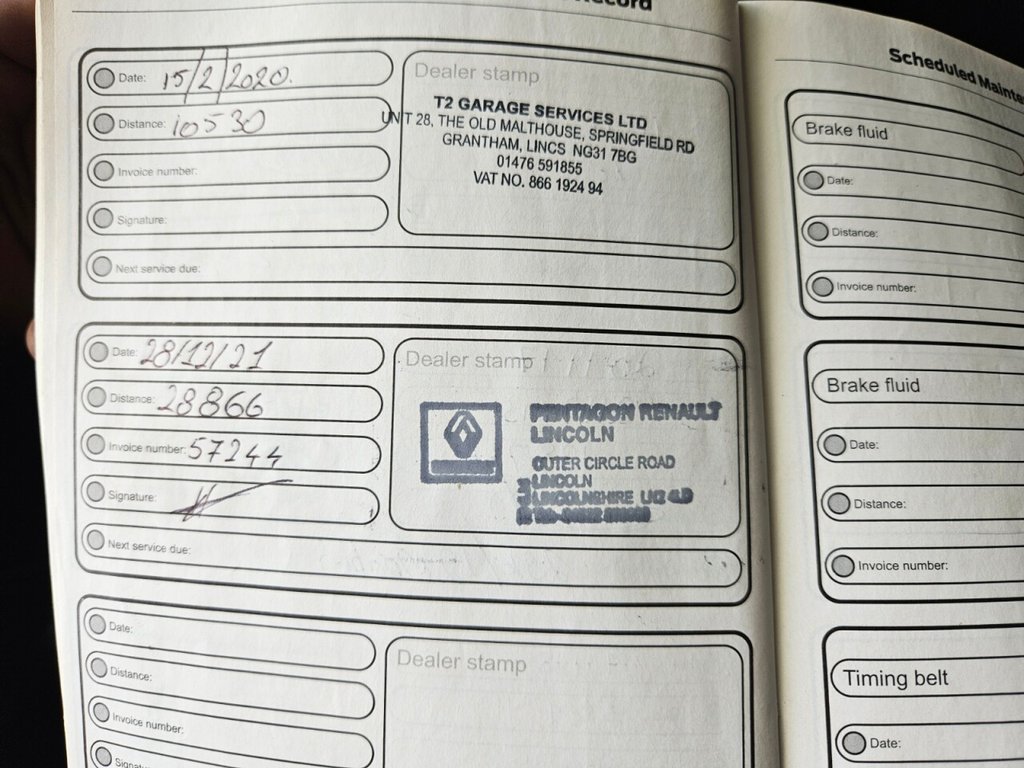 Record
Date: 15/2/2020.
Distance: 10530
Invoice number:
Signature:
Next service due:
Dealer stamp
T2 GARAGE SERVICES LTD
UNIT 28, THE OLD MALTHOUSE, SPRINGFIELD RD
GRANTHAM, LINCS NG31 7BG
01476 591855
VAT NO. 866 1924 94
Date: 28/12/21
Distance: 28866
Invoice number: 57244
Signature:
Next service due:
Dealer stamp
PENTAGON RENAULT
LINCOLN
OUTER CIRCLE ROAD
LINCOLN
LINCOLNSHIRE
Date:
Distance:
Invoice number:
Dealer stamp
Scheduled
Brake fluid
Date:
Distance:
Invoice number:
Brake fluid
Date:
Distance:
Invoice number:
Timing belt
Date: